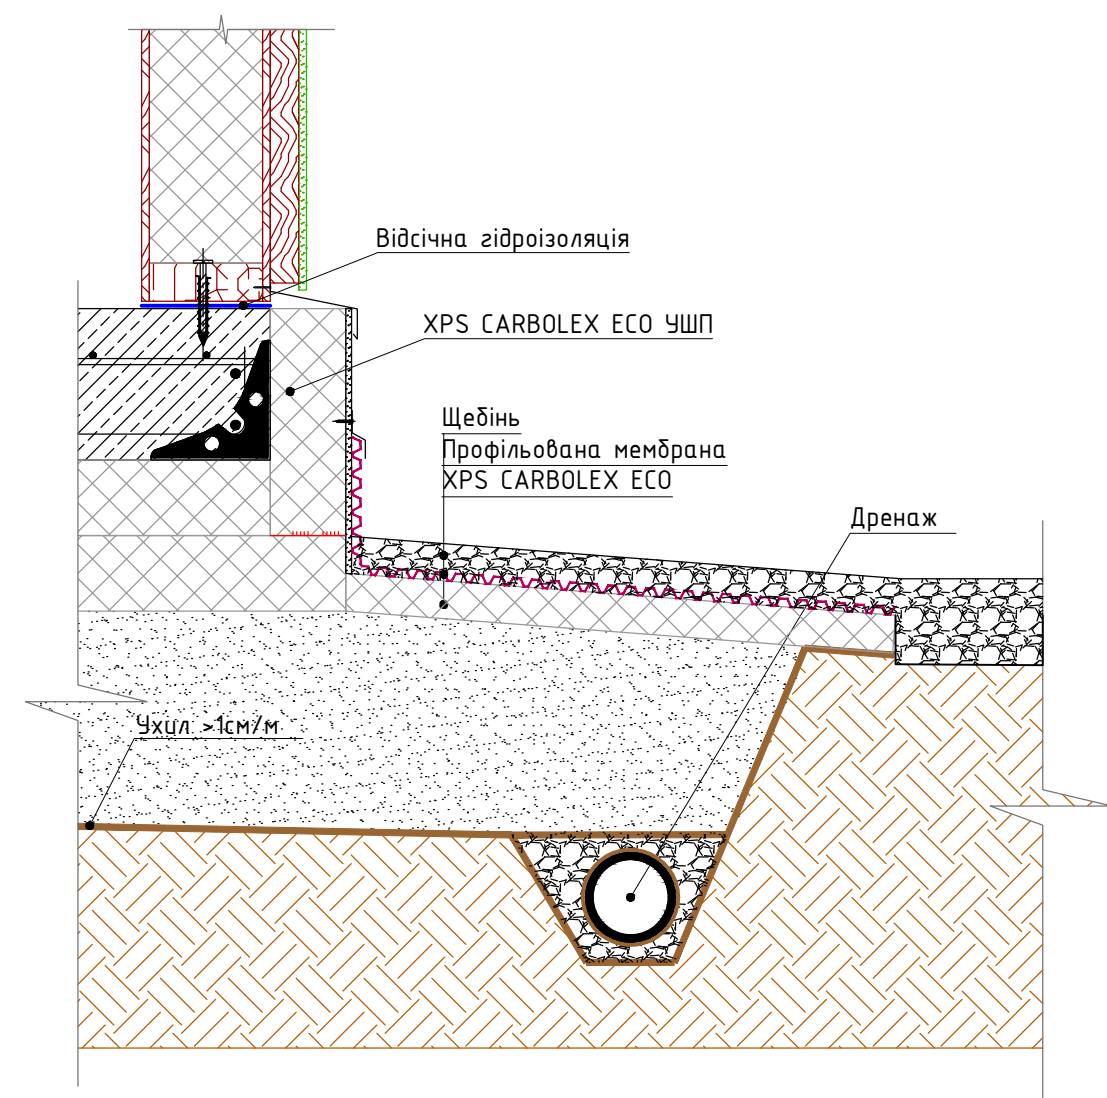 Відсічна гідроізоляція
XPS CARBOLEX ECO УШП
Щебінь
Профільована мембрана
XPS CARBOLEX ECO
Дренаж
Ухил >1см/м